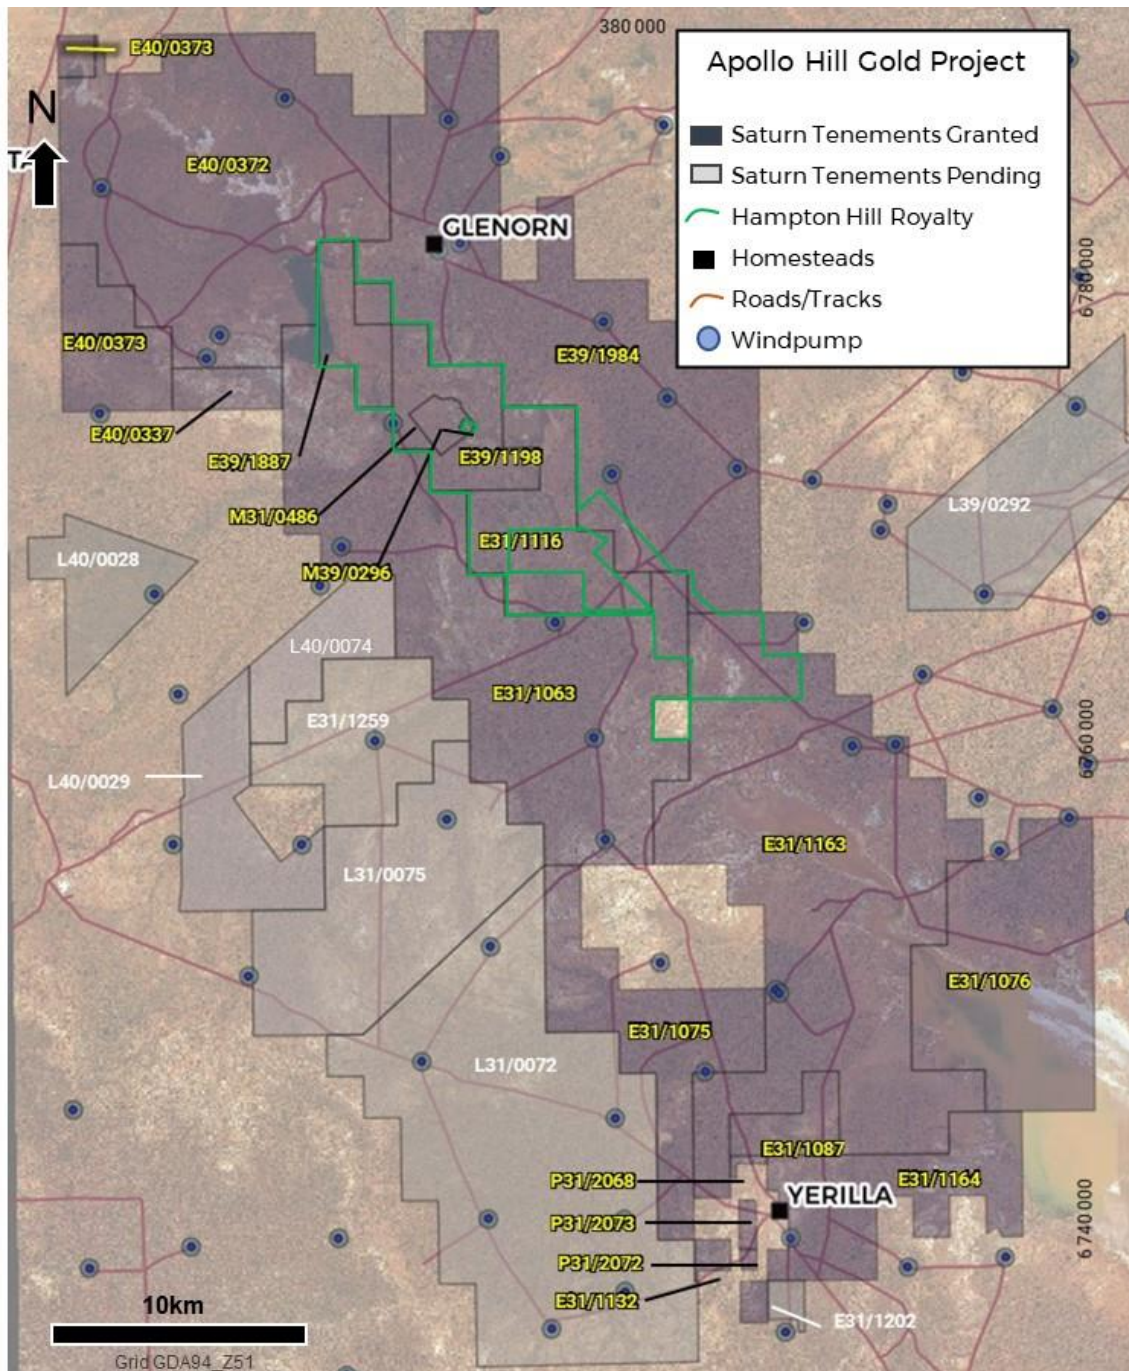 380 000
E40/0373
Apollo Hill Gold Project
Saturn Tenements Granted
Saturn Tenements Pending
Hampton Hill Royalty
Homesteads
Roads/Tracks
Windpump
N
E40/0372
GLENORN
6 780 000
E40/0373
E39/1984
E40/0337
E39/1887
E39/1198
M31/0486
L39/0292
E31/1116
L40/0028
M39/0296
L40/0074
E31/1063
E31/1259
6 760 000
L40/0029
E31/1163
L31/0075
E31/1076
E31/1075
L31/0072
E31/1087
P31/2068
E31/1164
YERILLA
P31/2073
6 740 000
P31/2072
E31/1132
10km
E31/1202
Grid GDA94_Z51